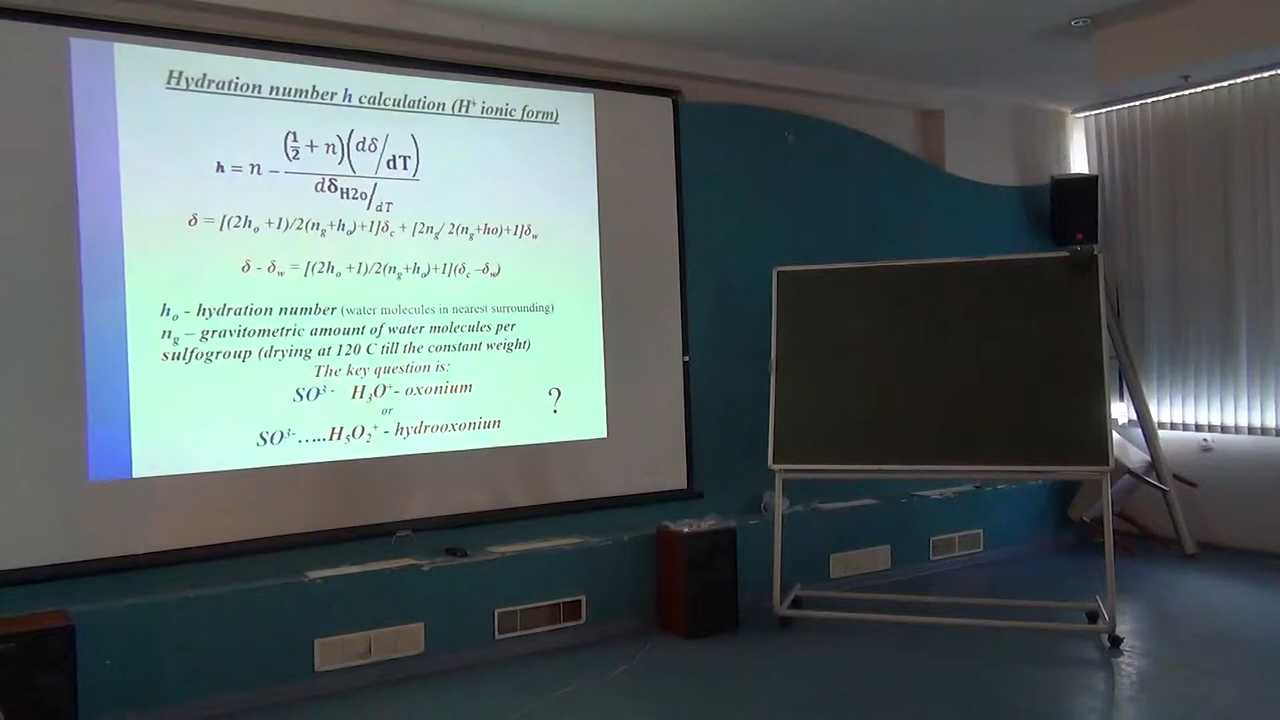 Hydration number h calculation (H⁺ ionic form)
h = n − (½ + n)(dδ/dT) / dδH2o/dT
δ = [(2hₒ +1)/2(n_g+hₒ)+1]δ_c + [2n_g/ 2(n_g+ho)+1]δ_w
δ - δ_w = [(2hₒ +1)/2(n_g+hₒ)+1](δ_c –δ_w)
hₒ - hydration number (water molecules in nearest surrounding)
n_g – gravitometric amount of water molecules per
sulfogroup (drying at 120 C till the constant weight)
The key question is:
SO³⁻ H₃O⁺- oxonium
or
SO³⁻…..H₅O₂⁺ - hydrooxoniun
?